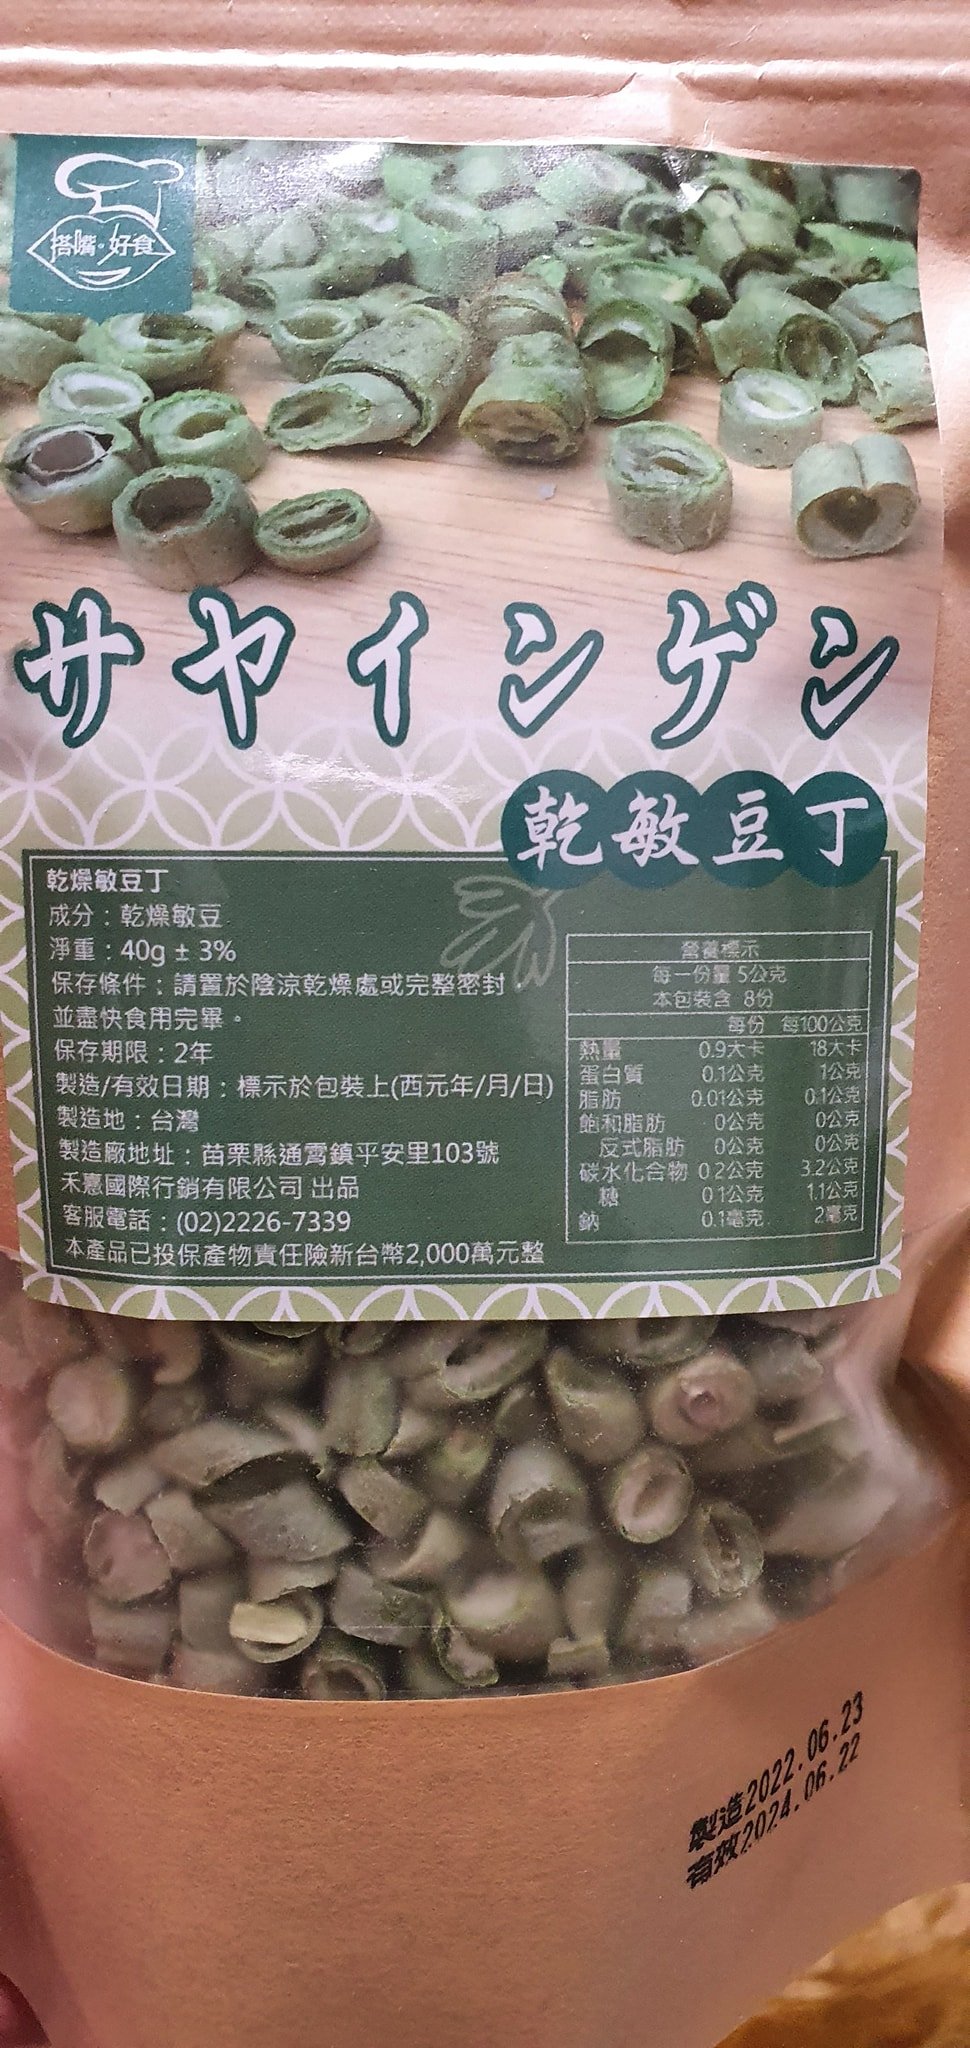 搭嘴·好食
サヤインゲン
乾敏豆丁
乾燥敏豆丁
成分：乾燥敏豆
淨重：40g ± 3%
保存條件：請置於陰涼乾燥處或完整密封
並盡快食用完畢。
保存期限：2年
製造/有效日期：標示於包裝上(西元年/月/日)
製造地：台灣
製造廠地址：苗栗縣通霄鎮平安里103號
禾憙國際行銷有限公司 出品
客服電話：(02)2226-7339
本產品已投保產物責任險新台幣2,000萬元整
營養標示
每一份量 5公克
本包裝含 8份
每份 每100公克
熱量 0.9大卡 18大卡
蛋白質 0.1公克 1公克
脂肪 0.01公克 0.1公克
飽和脂肪 0公克 0公克
反式脂肪 0公克 0公克
碳水化合物 0.2公克 3.2公克
糖 0.1公克 1.1公克
鈉 0.1毫克 2毫克
製造2022.06.23
有效2024.06.22